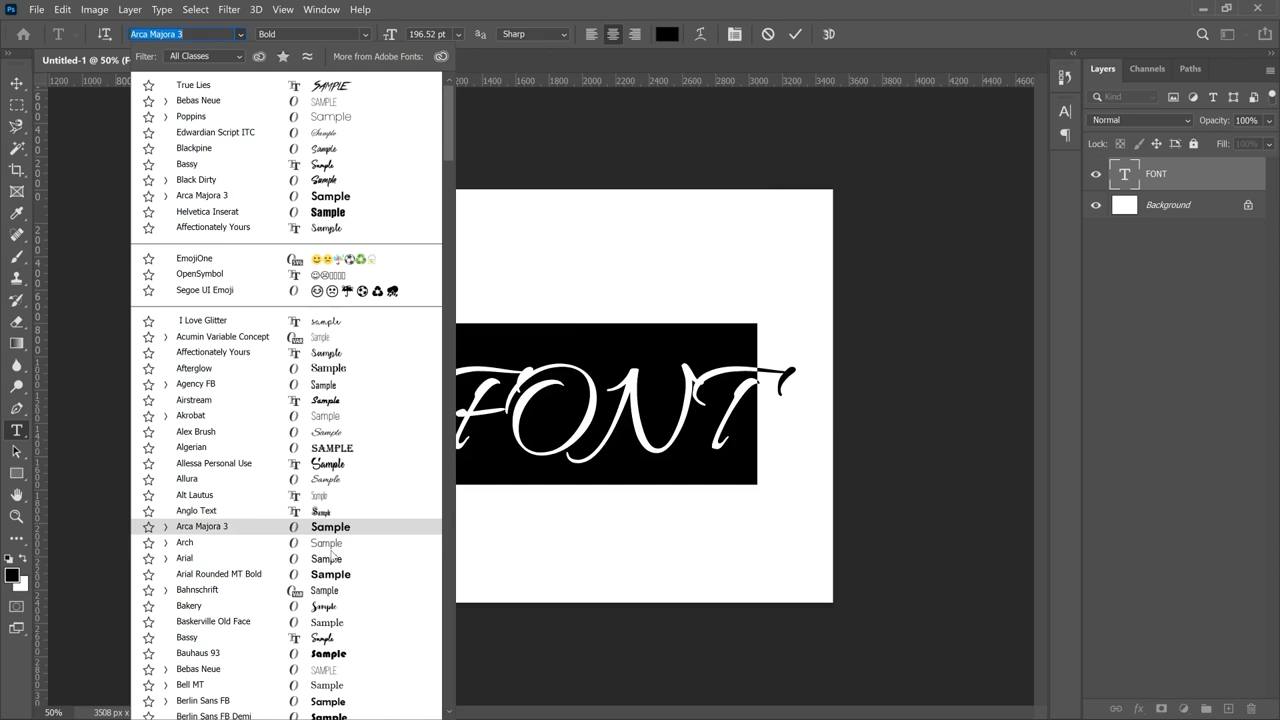 Ps File Edit Image Layer Type Select Filter 3D View Window Help
T Arca Majora 3 Bold 196.52 pt Sharp 3D
Filter: All Classes More from Adobe Fonts:
Untitled-1 @ 50% (F
True Lies SAMPLE
Bebas Neue SAMPLE
Poppins Sample
Edwardian Script ITC Sample
Blackpine Sample
Bassy Sample
Black Dirty Sample
Arca Majora 3 Sample
Helvetica Inserat Sample
Affectionately Yours Sample
EmojiOne
OpenSymbol
Segoe UI Emoji
I Love Glitter sample
Acumin Variable Concept Sample
Affectionately Yours Sample
Afterglow Sample
Agency FB Sample
Airstream Sample
Akrobat Sample
Alex Brush Sample
Algerian SAMPLE
Allessa Personal Use Sample
Allura Sample
Alt Lautus Sample
Anglo Text Sample
Arca Majora 3 Sample
Arch Sample
Arial Sample
Arial Rounded MT Bold Sample
Bahnschrift Sample
Bakery Sample
Baskerville Old Face Sample
Bassy Sample
Bauhaus 93 Sample
Bebas Neue SAMPLE
Bell MT Sample
Berlin Sans FB Sample
Berlin Sans FB Demi Sample
FONT
1200 1000 800 2200 2400 2600 2800 3000 3200 3400 3600 3800 4000 4200 4400 4600
Layers Channels Paths
Kind
Normal Opacity: 100%
Lock: Fill: 100%
T FONT
Background
50% 3508 px